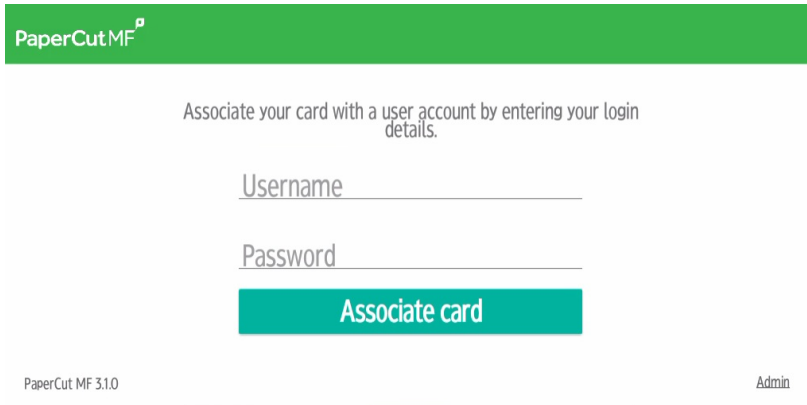 PaperCut MF
Associate your card with a user account by entering your login
details.
Username
Password
Associate card
PaperCut MF 3.1.0
Admin